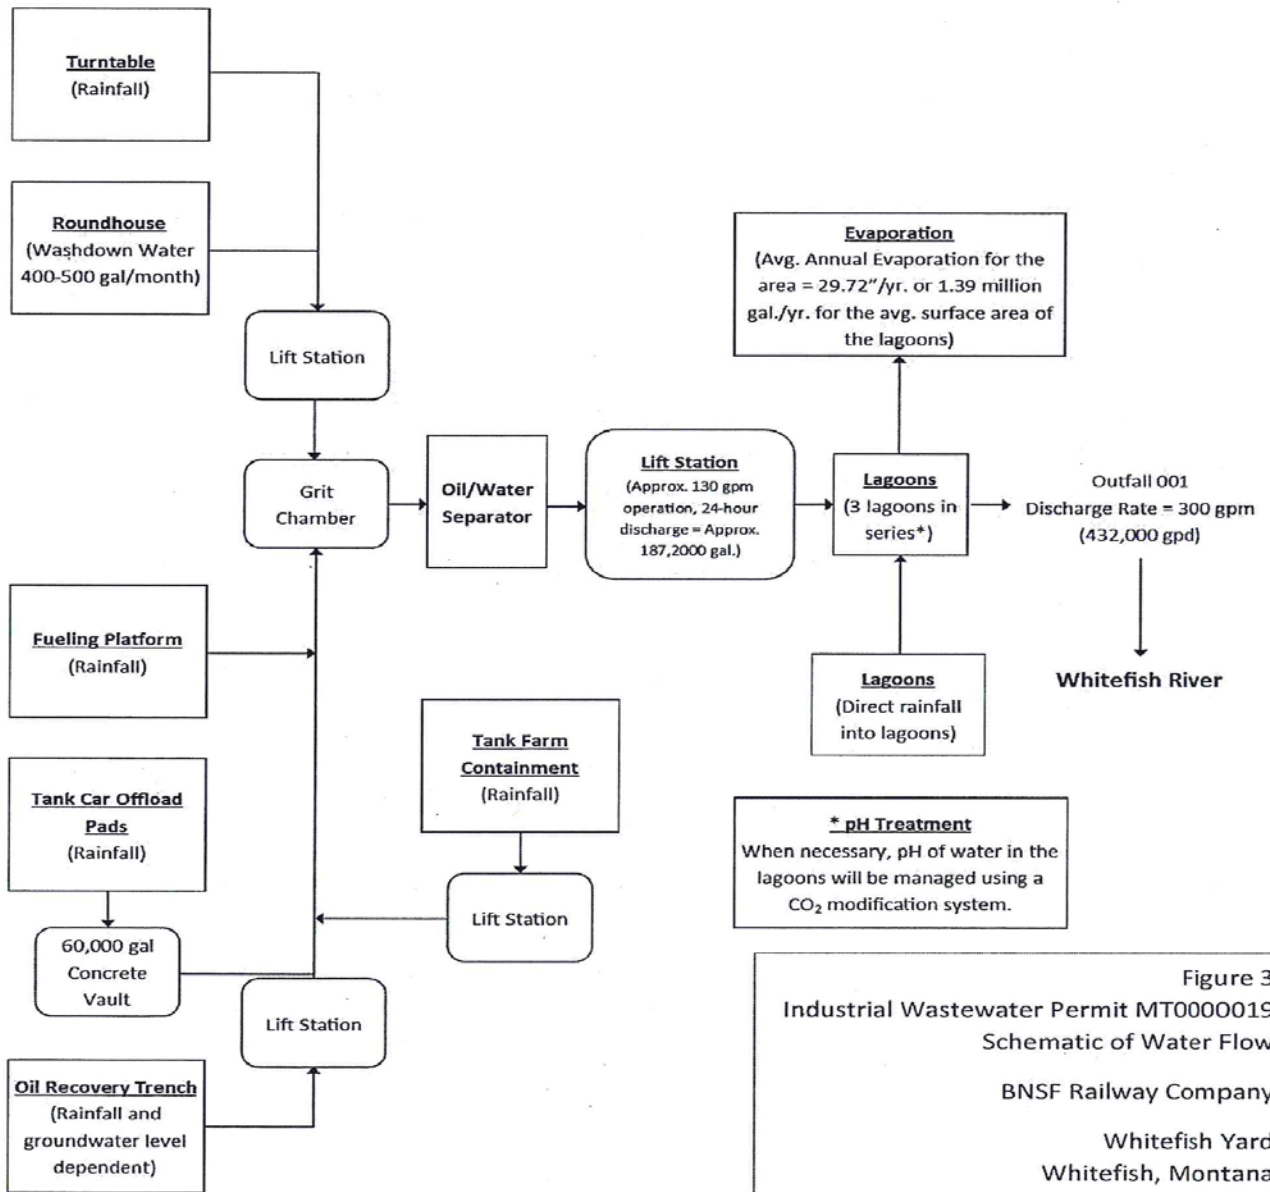 Turntable
(Rainfall)
Roundhouse
(Washdown Water
400-500 gal/month)
Lift Station
Evaporation
(Avg. Annual Evaporation for the
area = 29.72"/yr. or 1.39 million
gal./yr. for the avg. surface area of
the lagoons)
Grit
Chamber
Oil/Water
Separator
Lift Station
(Approx. 130 gpm
operation, 24-hour
discharge = Approx.
187,2000 gal.)
Lagoons
(3 lagoons in
series*)
Outfall 001
Discharge Rate = 300 gpm
(432,000 gpd)
Whitefish River
Lagoons
(Direct rainfall
into lagoons)
Fueling Platform
(Rainfall)
Tank Farm
Containment
(Rainfall)
Tank Car Offload
Pads
(Rainfall)
Lift Station
60,000 gal
Concrete
Vault
Lift Station
Oil Recovery Trench
(Rainfall and
groundwater level
dependent)
* pH Treatment
When necessary, pH of water in the
lagoons will be managed using a
CO₂ modification system.
Figure 3
Industrial Wastewater Permit MT0000019
Schematic of Water Flow
BNSF Railway Company
Whitefish Yard
Whitefish, Montana